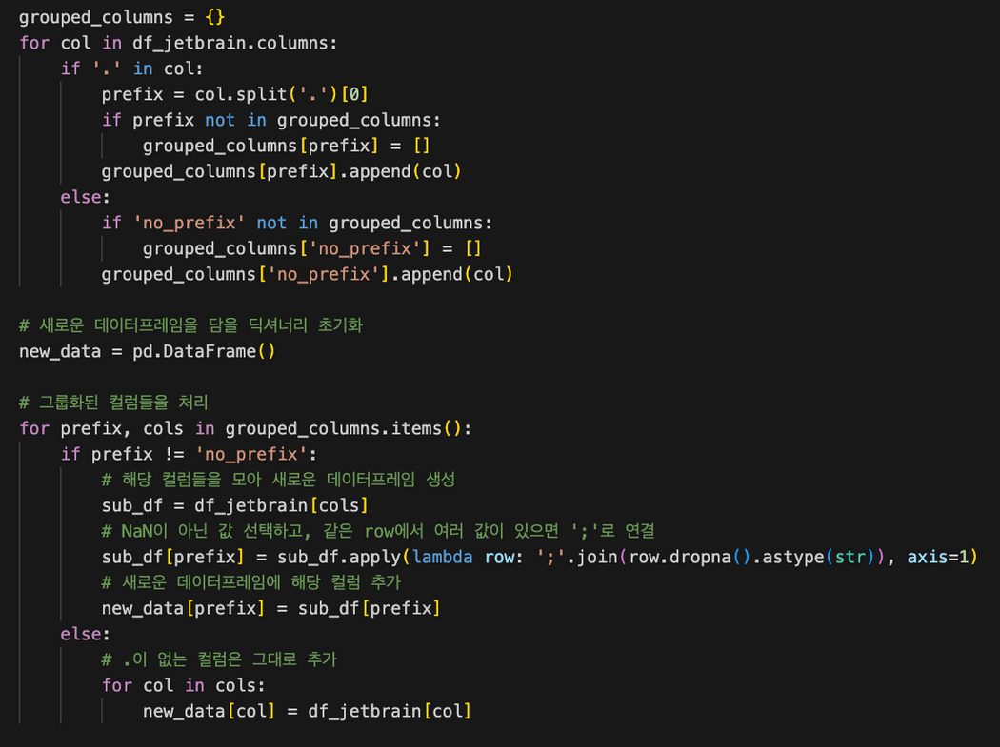 grouped_columns = {}
for col in df_jetbrain.columns:
    if '.' in col:
        prefix = col.split('.')[0]
        if prefix not in grouped_columns:
            grouped_columns[prefix] = []
        grouped_columns[prefix].append(col)
    else:
        if 'no_prefix' not in grouped_columns:
            grouped_columns['no_prefix'] = []
        grouped_columns['no_prefix'].append(col)

# 새로운 데이터프레임을 담을 딕셔너리 초기화
new_data = pd.DataFrame()

# 그룹화된 컬럼들을 처리
for prefix, cols in grouped_columns.items():
    if prefix != 'no_prefix':
        # 해당 컬럼들을 모아 새로운 데이터프레임 생성
        sub_df = df_jetbrain[cols]
        # NaN이 아닌 값 선택하고, 같은 row에서 여러 값이 있으면 ';'로 연결
        sub_df[prefix] = sub_df.apply(lambda row: ';'.join(row.dropna().astype(str)), axis=1)
        # 새로운 데이터프레임에 해당 컬럼 추가
        new_data[prefix] = sub_df[prefix]
    else:
        # .이 없는 컬럼은 그대로 추가
        for col in cols:
            new_data[col] = df_jetbrain[col]